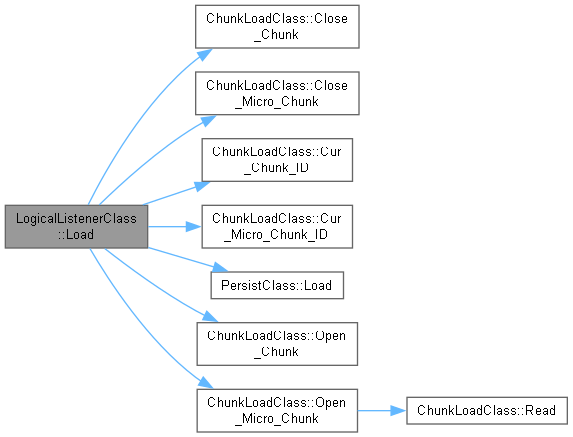 ChunkLoadClass::Close
_Chunk
ChunkLoadClass::Close
_Micro_Chunk
ChunkLoadClass::Cur
_Chunk_ID
LogicalListenerClass
::Load
ChunkLoadClass::Cur
_Micro_Chunk_ID
PersistClass::Load
ChunkLoadClass::Open
_Chunk
ChunkLoadClass::Open
_Micro_Chunk
ChunkLoadClass::Read